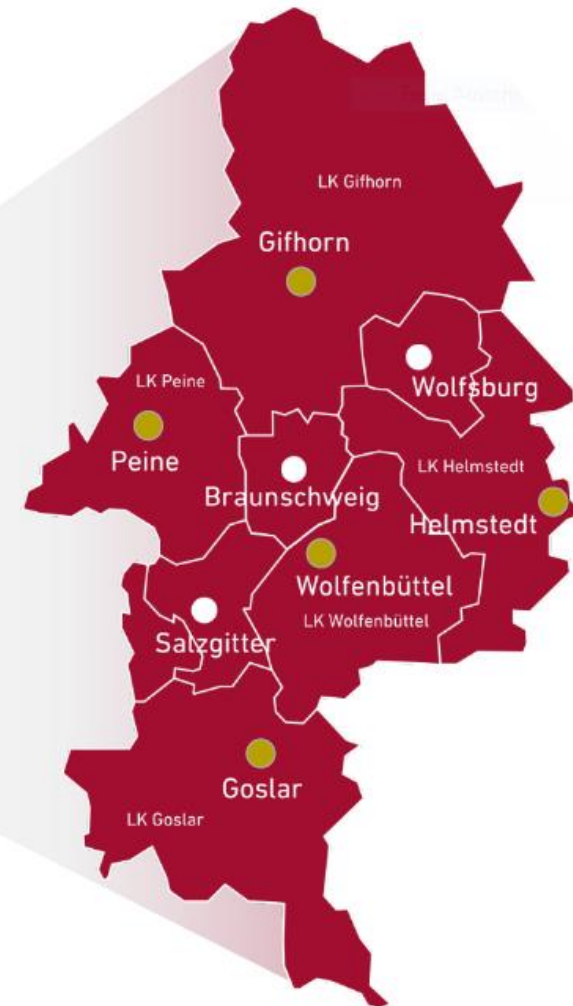 LK Gifhorn
Gifhorn
LK Peine
Wolfsburg
Peine
LK Helmstedt
Braunschweig
Helmstedt
Wolfenbüttel
LK Wolfenbüttel
Salzgitter
Goslar
LK Goslar